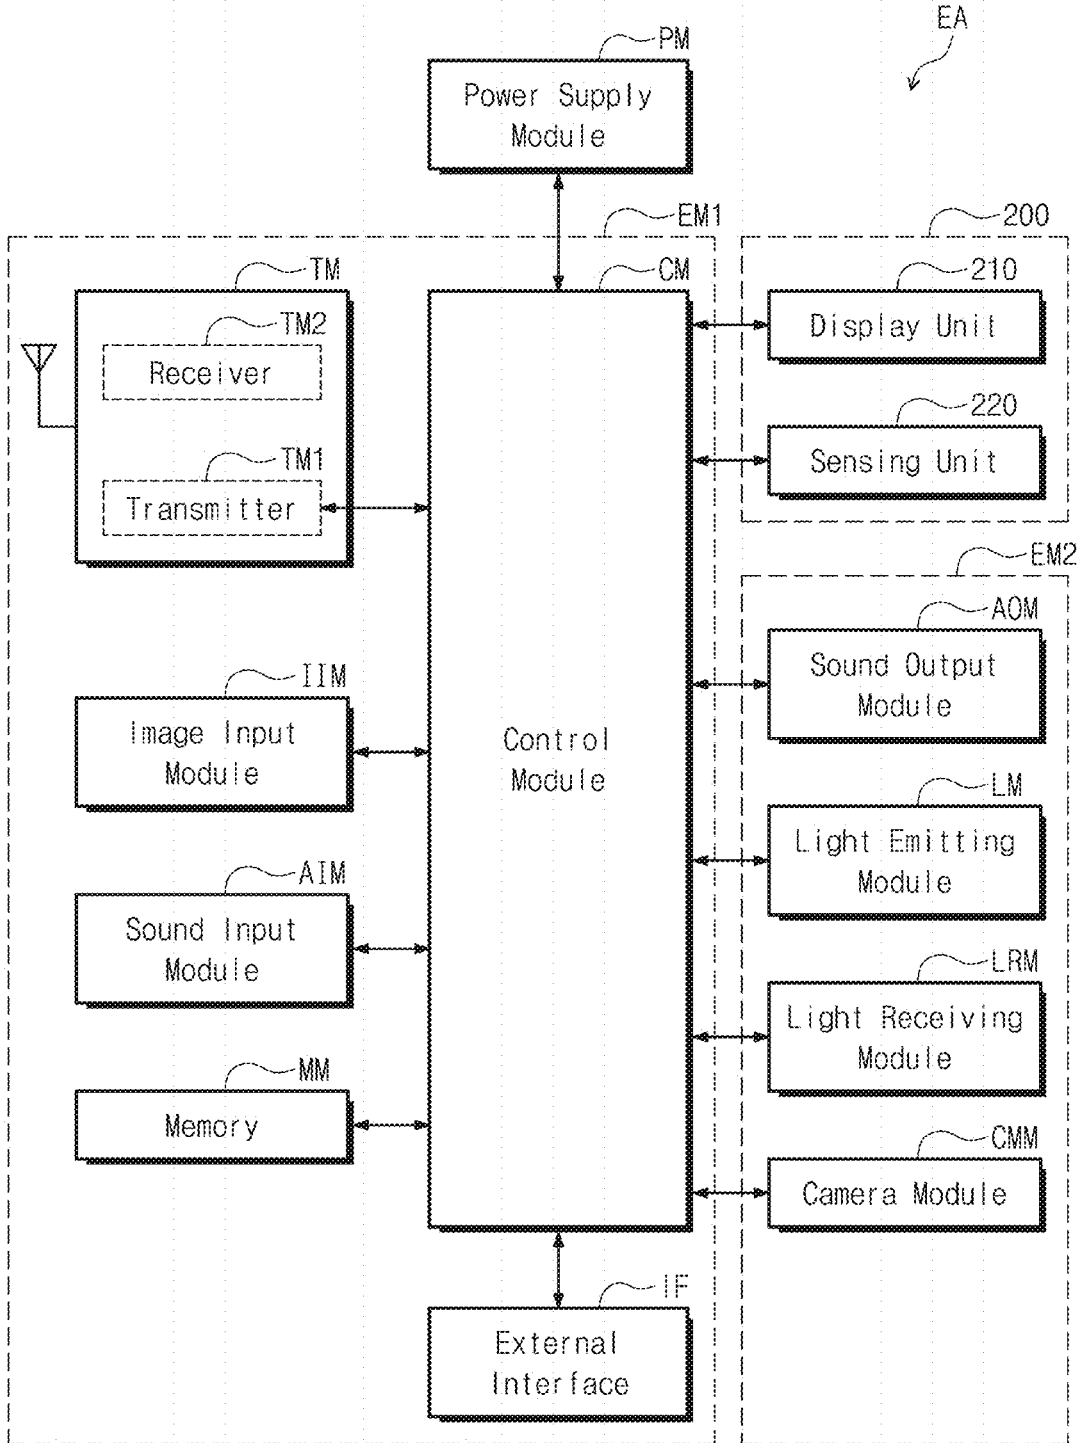 EA
PM
Power Supply
Module
EM1
200
TM
CM
210
TM2
Display Unit
Receiver
220
TM1
Sensing Unit
Transmitter
EM2
AOM
Sound Output
Module
IIM
Image Input
Module
Control
Module
LM
Light Emitting
Module
AIM
Sound Input
Module
LRM
Light Receiving
Module
MM
Memory
CMM
Camera Module
IF
External
Interface